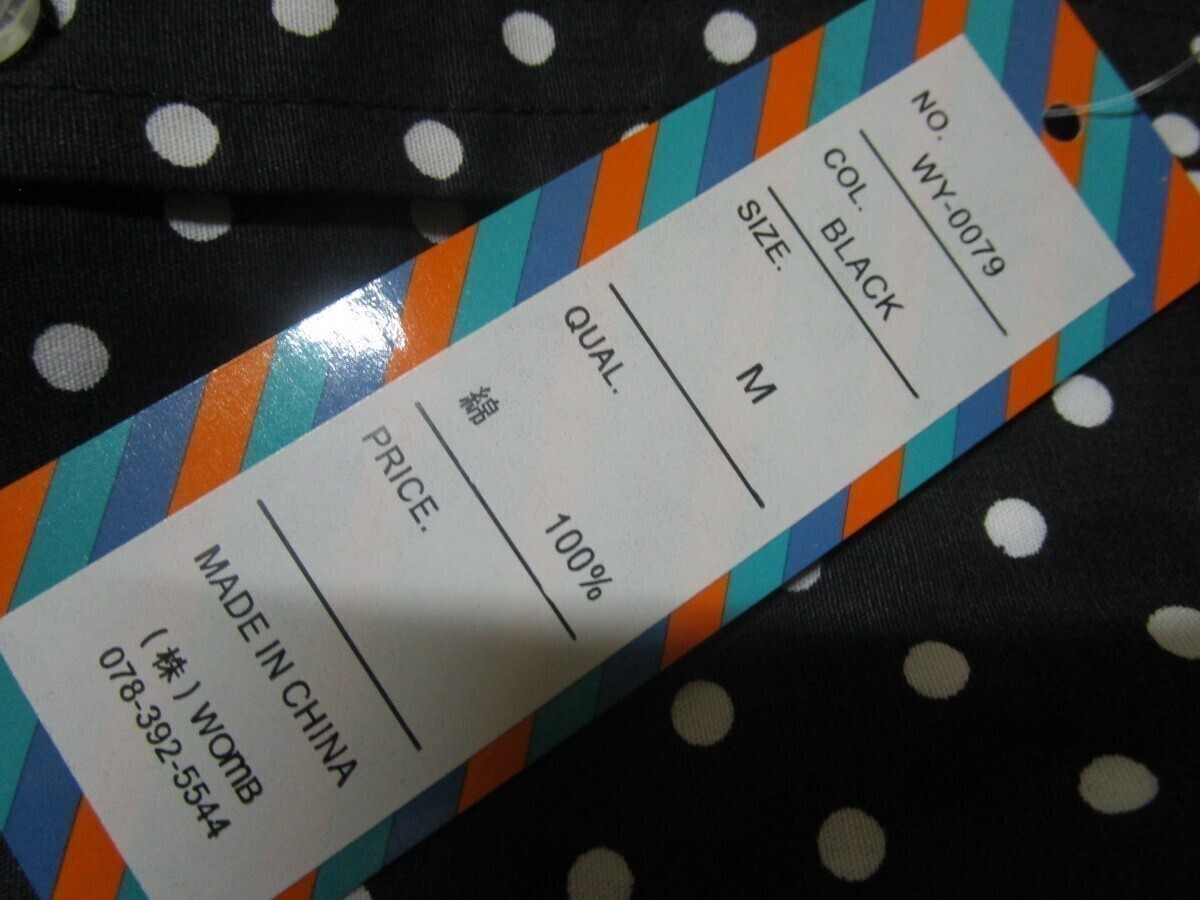 NO.
WY-0079
COL.
BLACK
SIZE.
M
QUAL.
綿 100%
PRICE.
MADE IN CHINA
(株)WOMB
078-392-5544